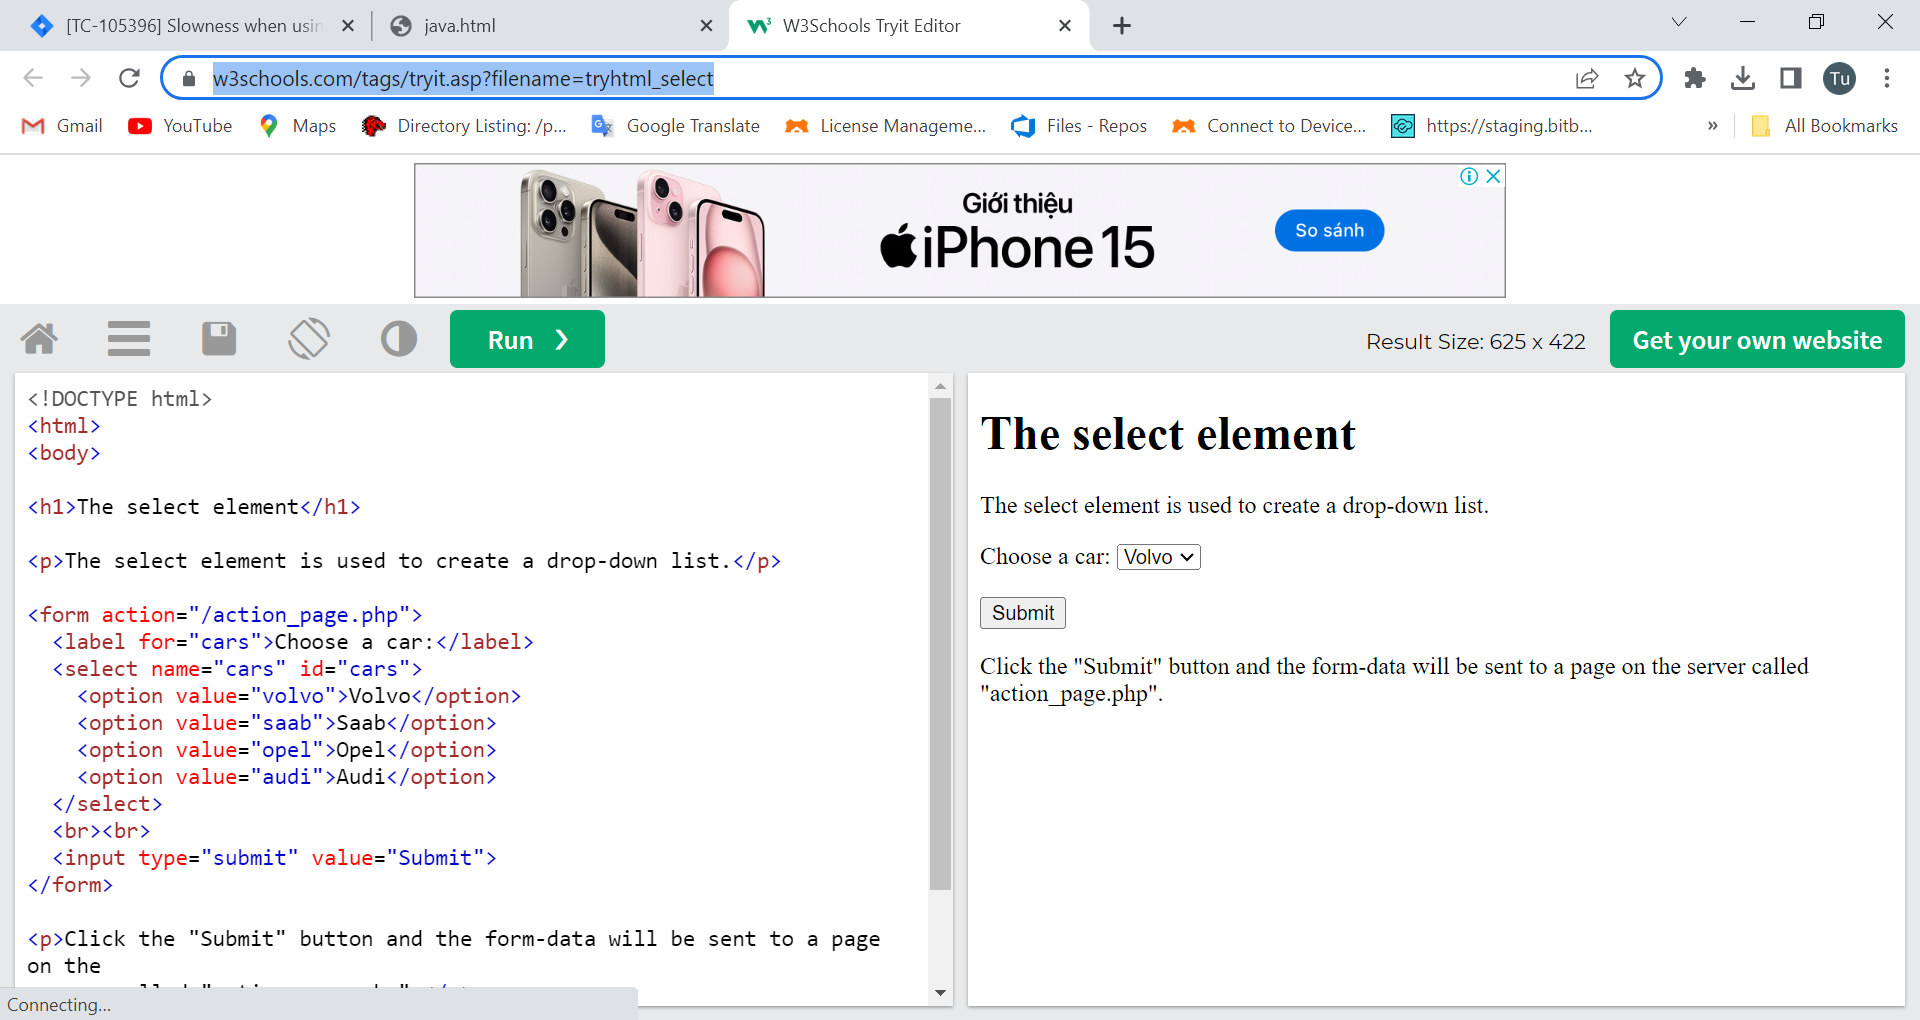 [TC-105396] Slowness when usin
java.html
W3Schools Tryit Editor
w3schools.com/tags/tryit.asp?filename=tryhtml_select
Tu
Gmail
YouTube
Maps
Directory Listing: /p...
Google Translate
License Manageme...
Files - Repos
Connect to Device...
https://staging.bitb...
»
All Bookmarks
Giới thiệu
iPhone 15
So sánh
Run ❯
Result Size: 625 x 422
Get your own website
<!DOCTYPE html>
<html>
<body>
<h1>The select element</h1>
<p>The select element is used to create a drop-down list.</p>
<form action="/action_page.php">
<label for="cars">Choose a car:</label>
<select name="cars" id="cars">
<option value="volvo">Volvo</option>
<option value="saab">Saab</option>
<option value="opel">Opel</option>
<option value="audi">Audi</option>
</select>
<br><br>
<input type="submit" value="Submit">
</form>
<p>Click the "Submit" button and the form-data will be sent to a page
on the
Connecting...
The select element
The select element is used to create a drop-down list.
Choose a car: Volvo
Submit
Click the "Submit" button and the form-data will be sent to a page on the server called
"action_page.php".